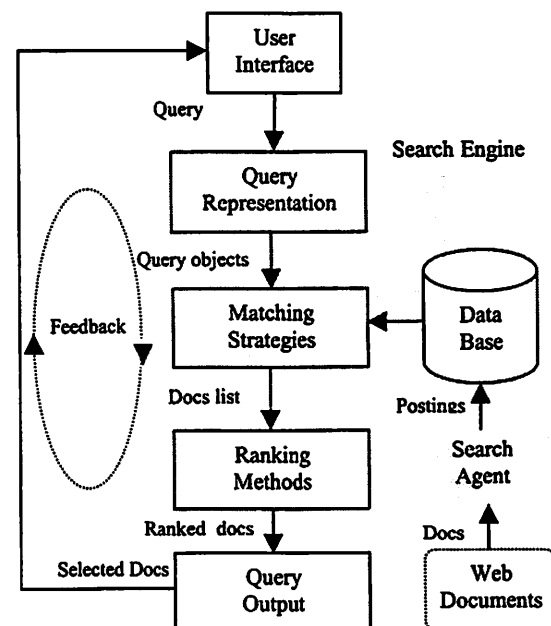 User
Interface
Query
Search Engine
Query
Representation
Query objects
Matching
Strategies
Data
Base
Feedback
Docs list
Postings
Ranking
Methods
Search
Agent
Ranked docs
Docs
Selected Docs
Query
Output
Web
Documents